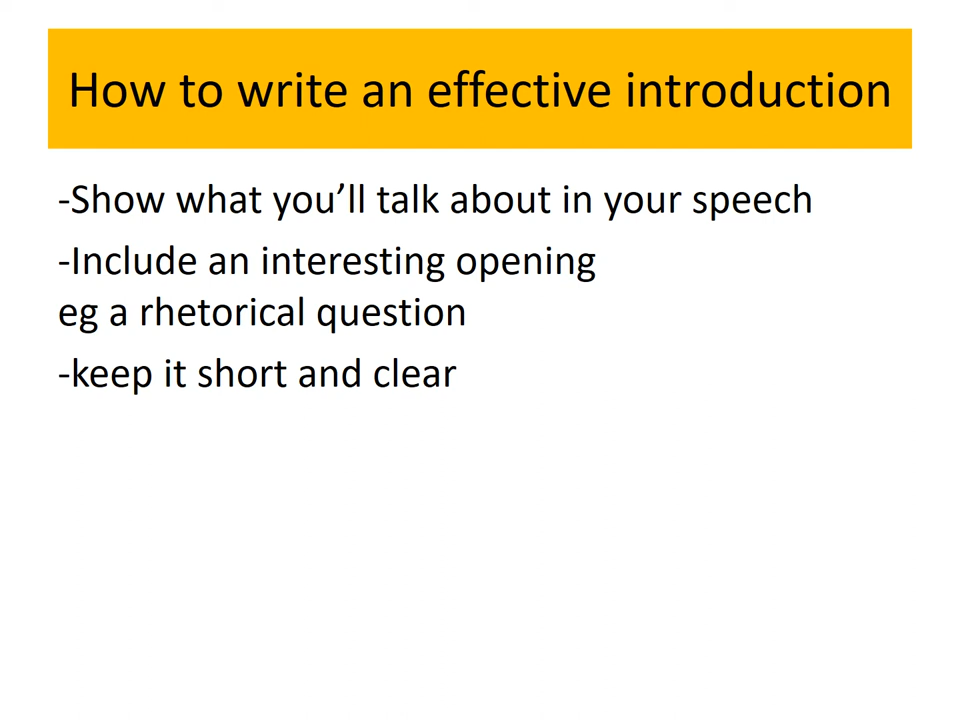 How to write an effective introduction
-Show what you’ll talk about in your speech
-Include an interesting opening
eg a rhetorical question
-keep it short and clear